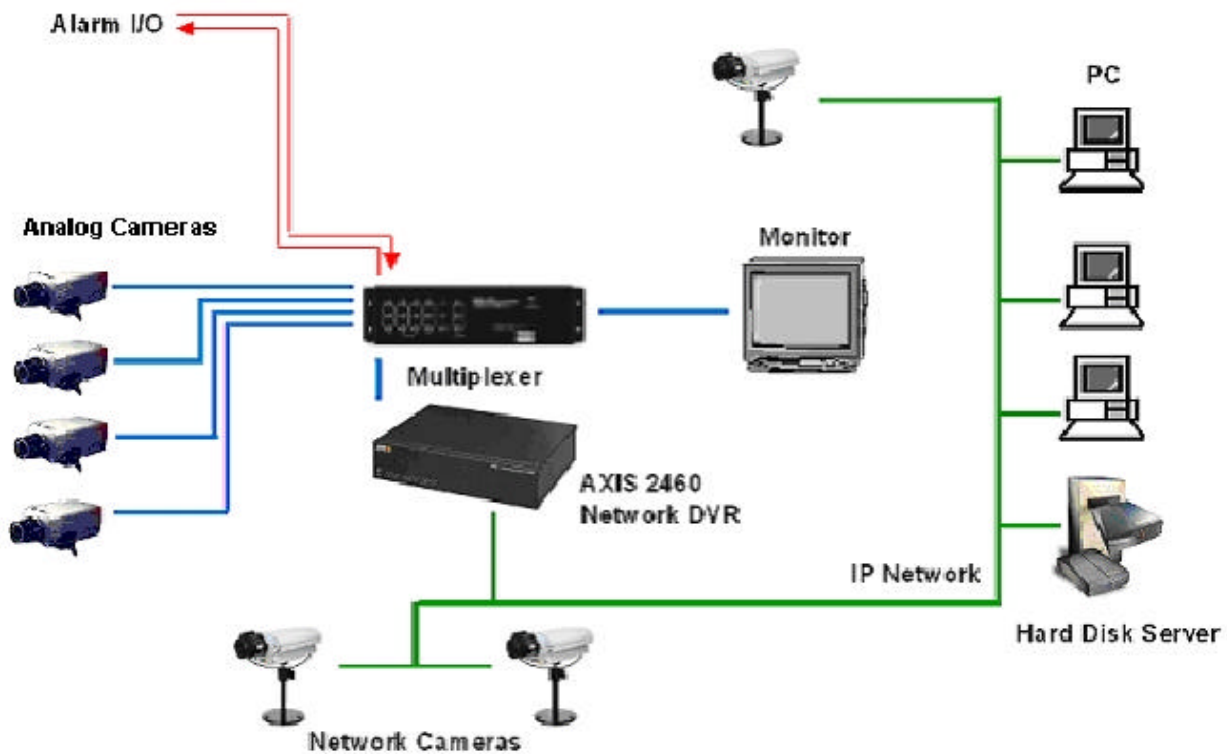 Alarm I/O
PC
Analog Cameras
Monitor
Multiplexer
AXIS 2460
Network DVR
IP Network
Hard Disk Server
Network Cameras